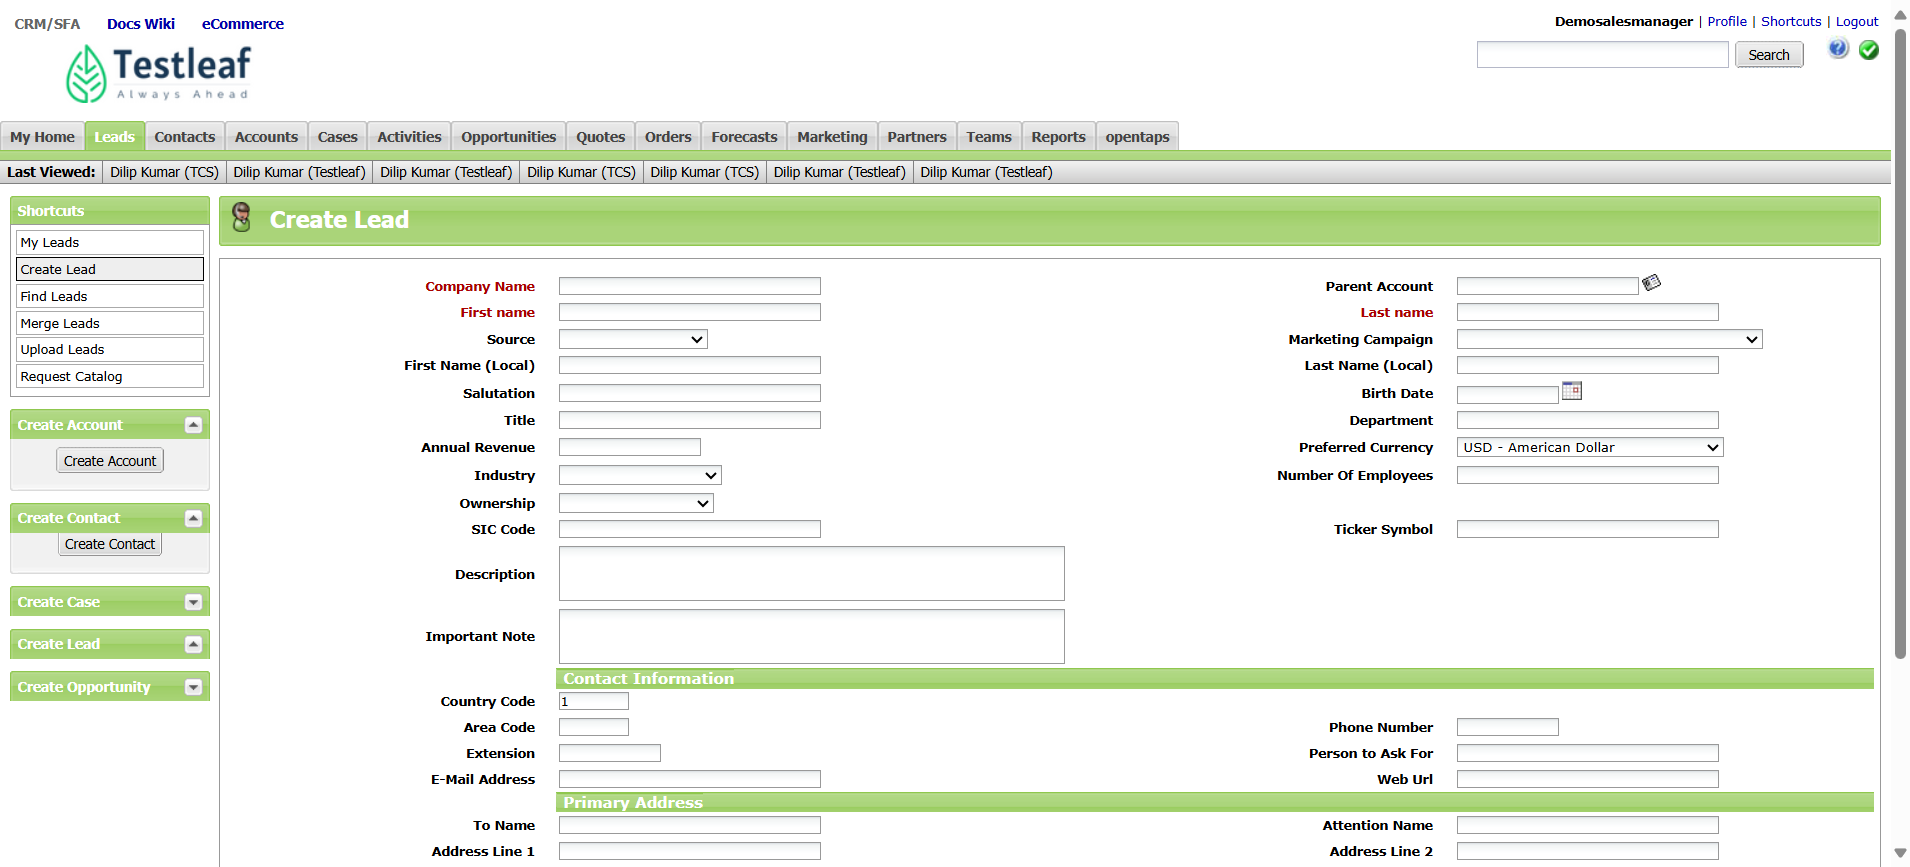 CRM/SFA Docs Wiki eCommerce
Demosalesmanager | Profile | Shortcuts | Logout
Testleaf
Always Ahead
Search
My Home Leads Contacts Accounts Cases Activities Opportunities Quotes Orders Forecasts Marketing Partners Teams Reports opentaps
Last Viewed: Dilip Kumar (TCS) Dilip Kumar (Testleaf) Dilip Kumar (Testleaf) Dilip Kumar (TCS) Dilip Kumar (TCS) Dilip Kumar (Testleaf) Dilip Kumar (Testleaf)
Shortcuts
My Leads
Create Lead
Find Leads
Merge Leads
Upload Leads
Request Catalog
Create Account
Create Account
Create Contact
Create Contact
Create Case
Create Lead
Create Opportunity
Create Lead
Company Name Parent Account
First name Last name
Source Marketing Campaign
First Name (Local) Last Name (Local)
Salutation Birth Date
Title Department
Annual Revenue Preferred Currency USD - American Dollar
Industry Number Of Employees
Ownership
SIC Code Ticker Symbol
Description
Important Note
Contact Information
Country Code 1
Area Code Phone Number
Extension Person to Ask For
E-Mail Address Web Url
Primary Address
To Name Attention Name
Address Line 1 Address Line 2